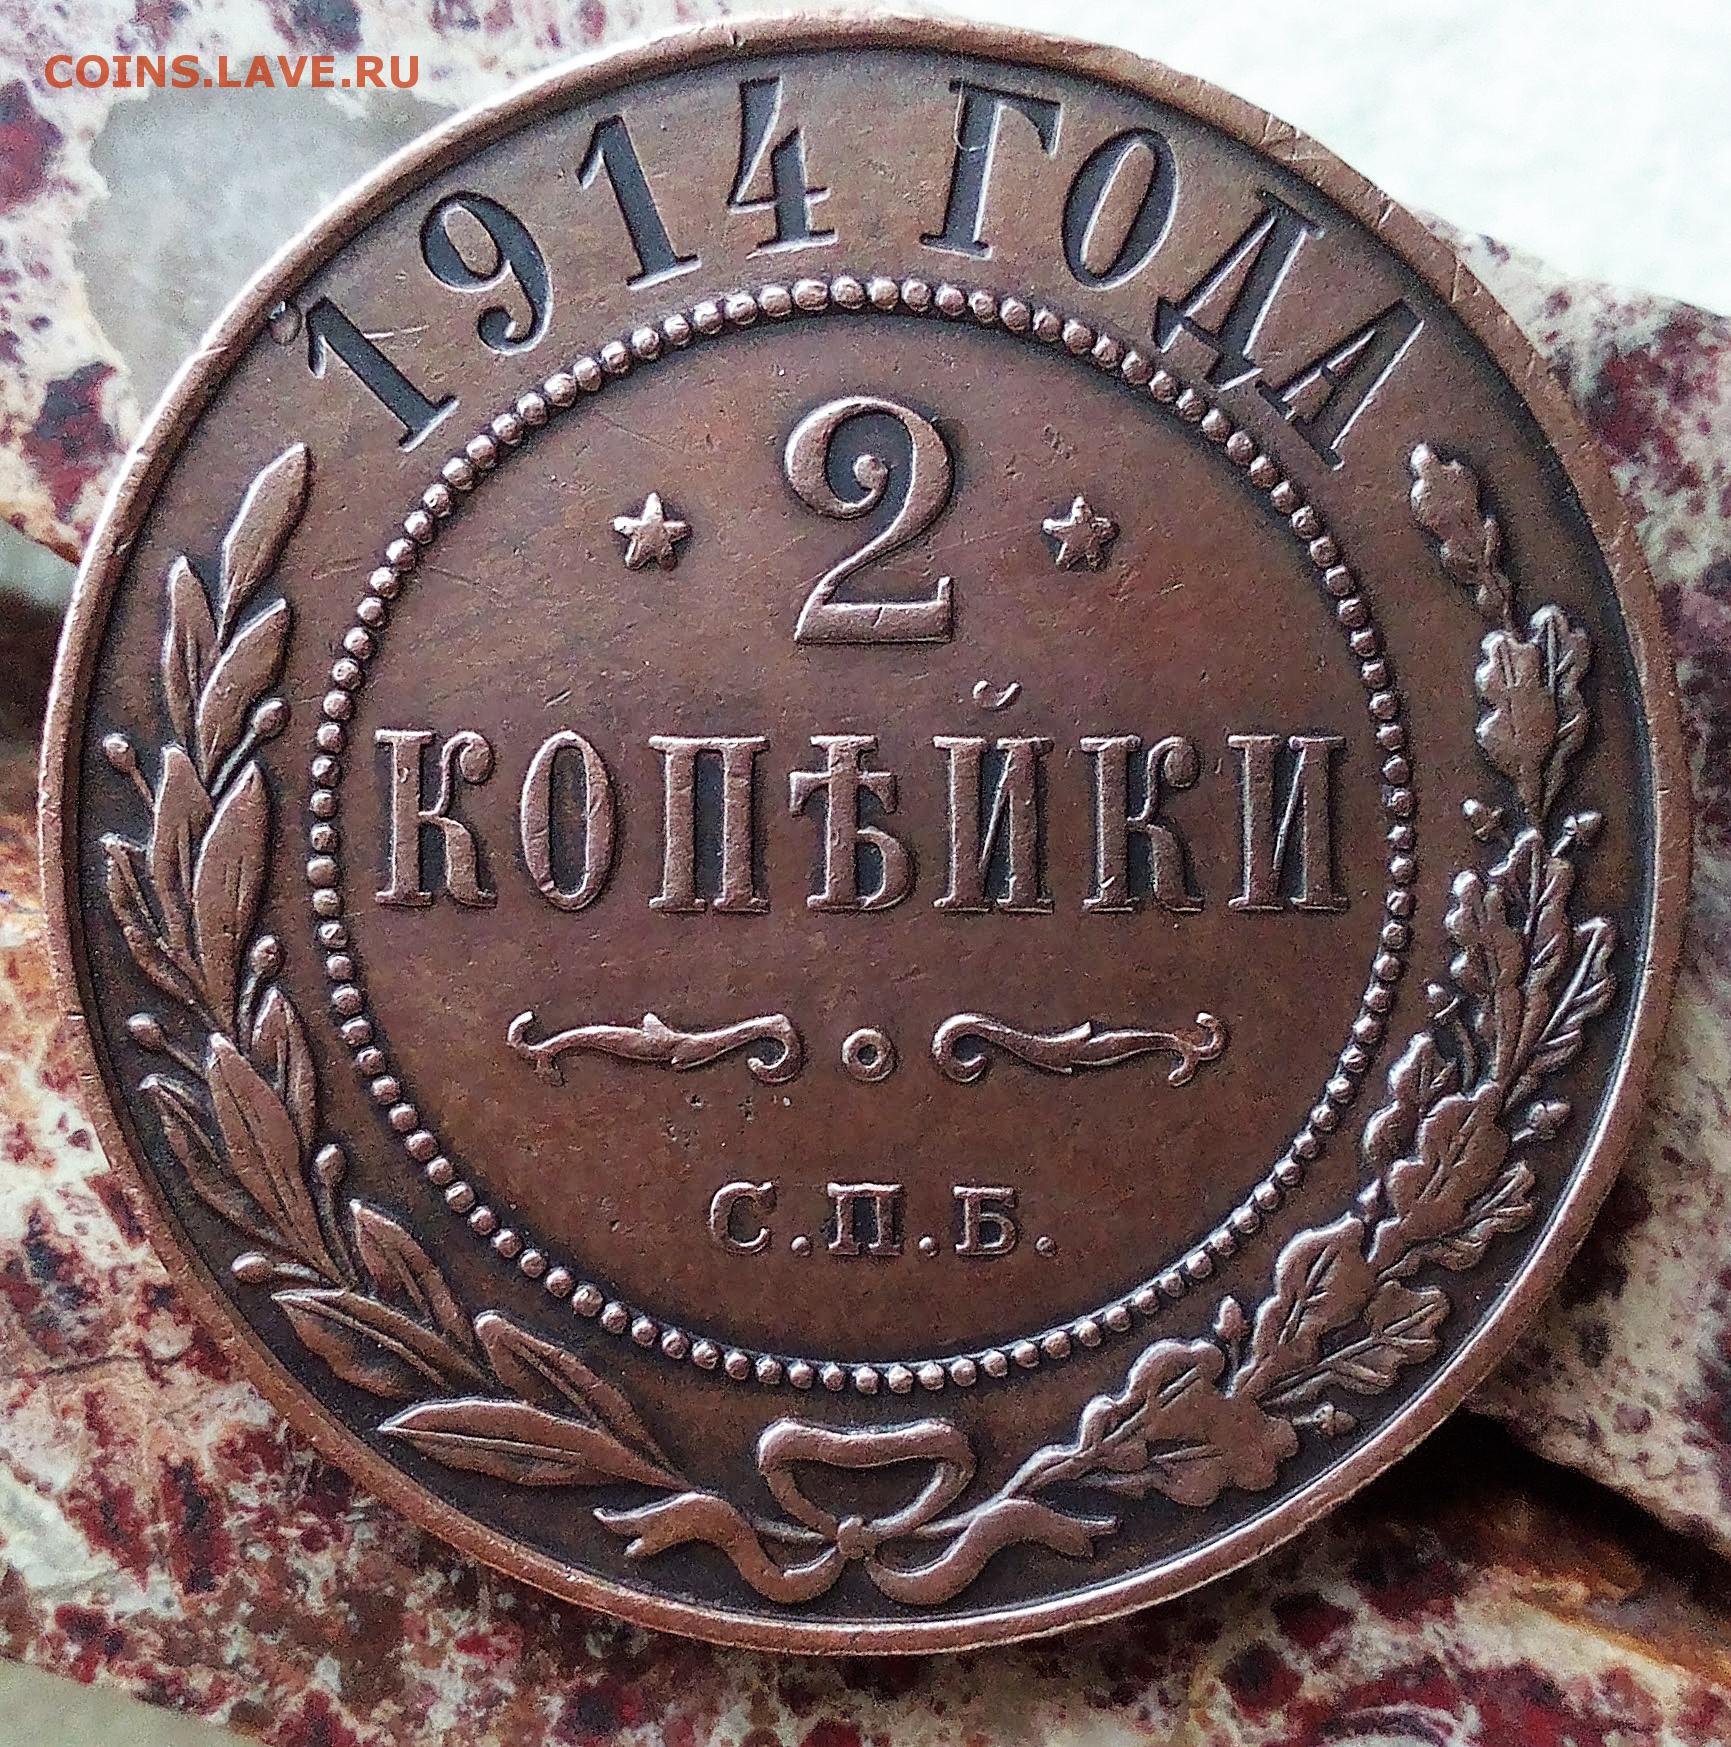 COINS.LAVE.RU
1914 ГОДА
2
КОПѢЙКИ
С.П.Б.